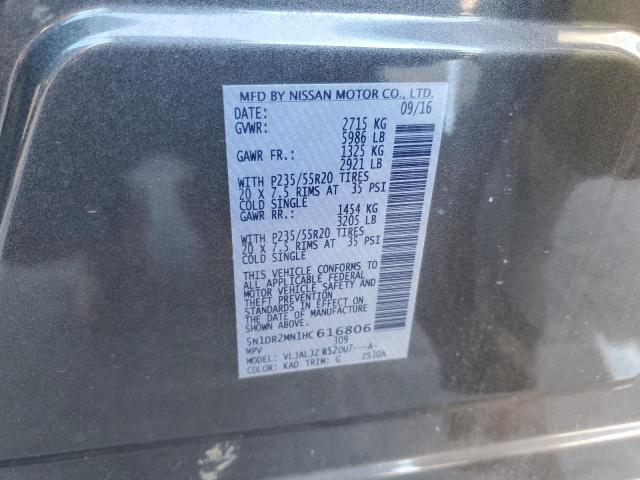 MFD BY NISSAN MOTOR CO., LTD.
DATE: 09/16
GVWR: 2715 KG
5986 LB
GAWR FR.: 1325 KG
2921 LB
WITH P235/55R20 TIRES
20 X 7.5 RIMS AT 35 PSI
COLD SINGLE
GAWR RR.: 1454 KG
3205 LB
WITH P235/55R20 TIRES
20 X 7.5 RIMS AT 35 PSI
COLD SINGLE
THIS VEHICLE CONFORMS TO
ALL APPLICABLE FEDERAL
MOTOR VEHICLE SAFETY AND
THEFT PREVENTION
STANDARDS IN EFFECT ON
THE DATE OF MANUFACTURE
SHOWN ABOVE.
5N1DR2MN1HC616806
MPV 309
MODEL: VLJALJZ R52DU7---A-
COLOR: KAD TRIM: G 2S30A